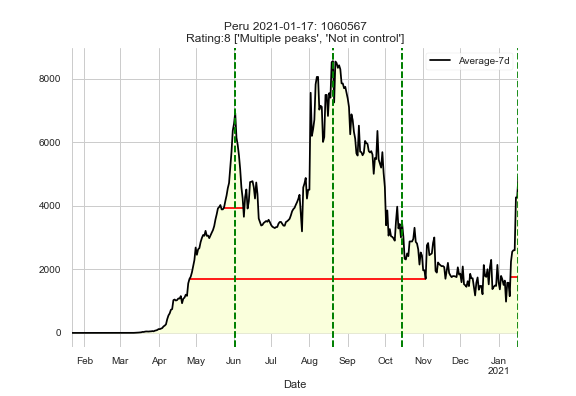 Peru 2021-01-17: 1060567
Rating:8 ['Multiple peaks', 'Not in control']
Average-7d
8000
6000
4000
2000
0
Feb Mar Apr May Jun Jul Aug Sep Oct Nov Dec Jan
2021
Date